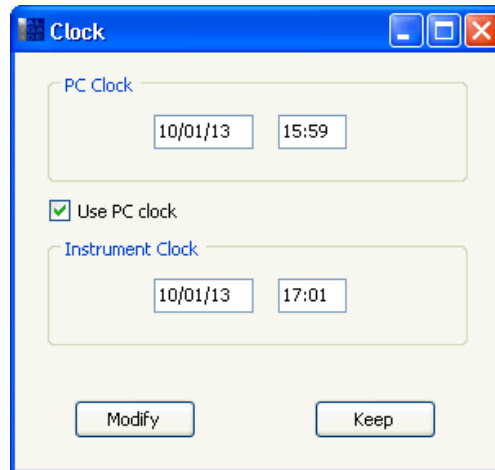 Clock
PC Clock
10/01/13 15:59
Use PC clock
Instrument Clock
10/01/13 17:01
Modify Keep